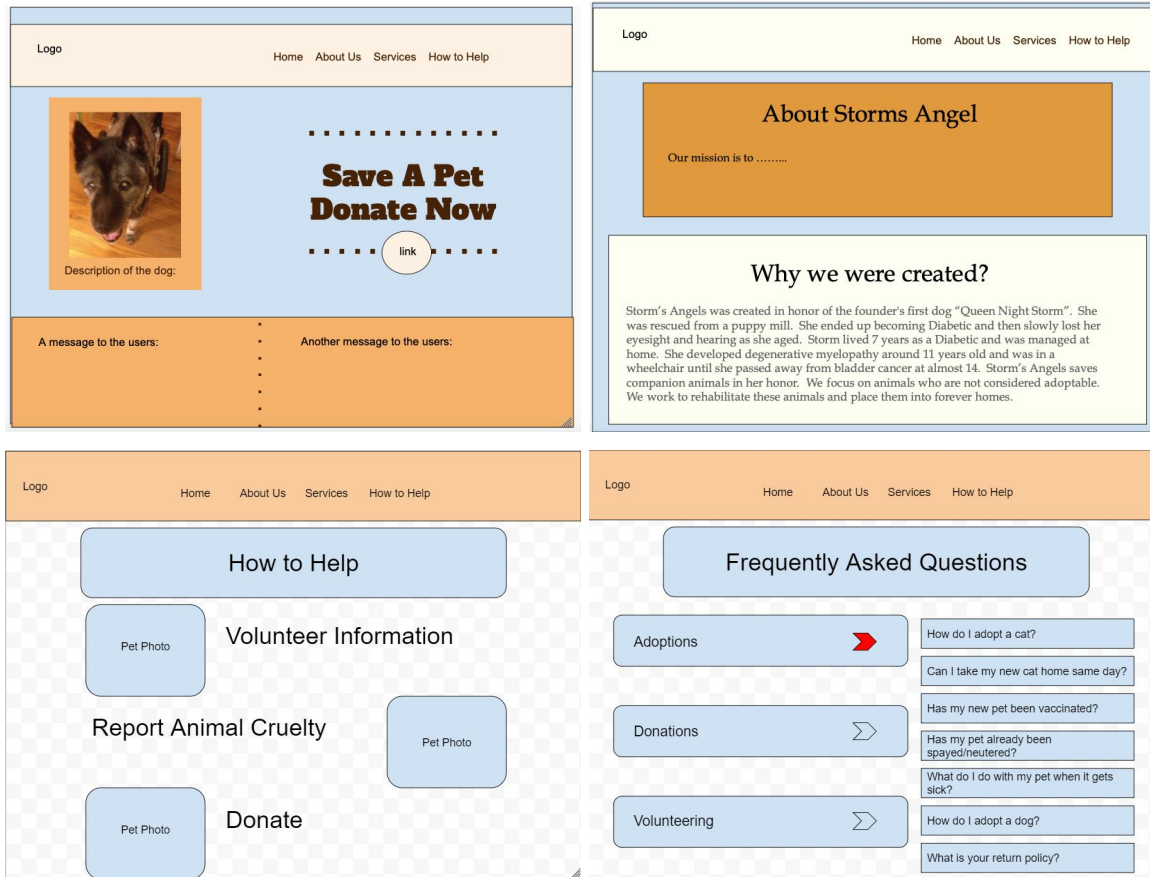 Logo
Home About Us Services How to Help
Save A Pet
Donate Now
link
Description of the dog:
A message to the users:
Another message to the users:
Logo
Home About Us Services How to Help
About Storms Angel
Our mission is to ……...
Why we were created?
Storm’s Angels was created in honor of the founder's first dog “Queen Night Storm”.  She
was rescued from a puppy mill.  She ended up becoming Diabetic and then slowly lost her
eyesight and hearing as she aged.  Storm lived 7 years as a Diabetic and was managed at
home.  She developed degenerative myelopathy around 11 years old and was in a
wheelchair until she passed away from bladder cancer at almost 14.  Storm’s Angels saves
companion animals in her honor.  We focus on animals who are not considered adoptable.
We work to rehabilitate these animals and place them into forever homes.
Logo
Home About Us Services How to Help
How to Help
Pet Photo
Volunteer Information
Report Animal Cruelty
Pet Photo
Pet Photo
Donate
Logo
Home About Us Services How to Help
Frequently Asked Questions
Adoptions
Donations
Volunteering
How do I adopt a cat?
Can I take my new cat home same day?
Has my new pet been vaccinated?
Has my pet already been
spayed/neutered?
What do I do with my pet when it gets
sick?
How do I adopt a dog?
What is your return policy?